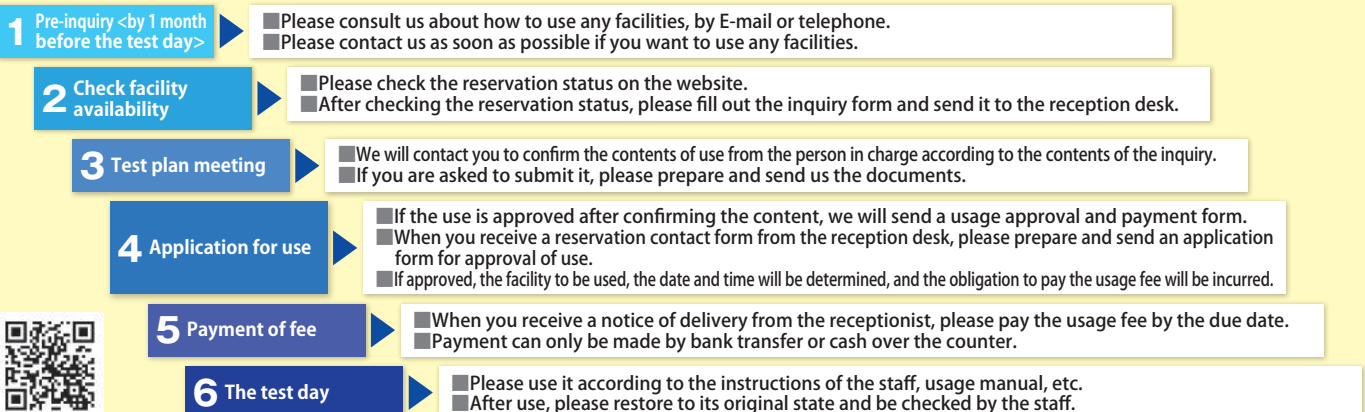 1 Pre-inquiry <by 1 month
before the test day>
■Please consult us about how to use any facilities, by E-mail or telephone.
■Please contact us as soon as possible if you want to use any facilities.
2 Check facility
availability
■Please check the reservation status on the website.
■After checking the reservation status, please fill out the inquiry form and send it to the reception desk.
3 Test plan meeting
■We will contact you to confirm the contents of use from the person in charge according to the contents of the inquiry.
■If you are asked to submit it, please prepare and send us the documents.
4 Application for use
■If the use is approved after confirming the content, we will send a usage approval and payment form.
■When you receive a reservation contact form from the reception desk, please prepare and send an application
form for approval of use.
■If approved, the facility to be used, the date and time will be determined, and the obligation to pay the usage fee will be incurred.
5 Payment of fee
■When you receive a notice of delivery from the receptionist, please pay the usage fee by the due date.
■Payment can only be made by bank transfer or cash over the counter.
6 The test day
■Please use it according to the instructions of the staff, usage manual, etc.
■After use, please restore to its original state and be checked by the staff.